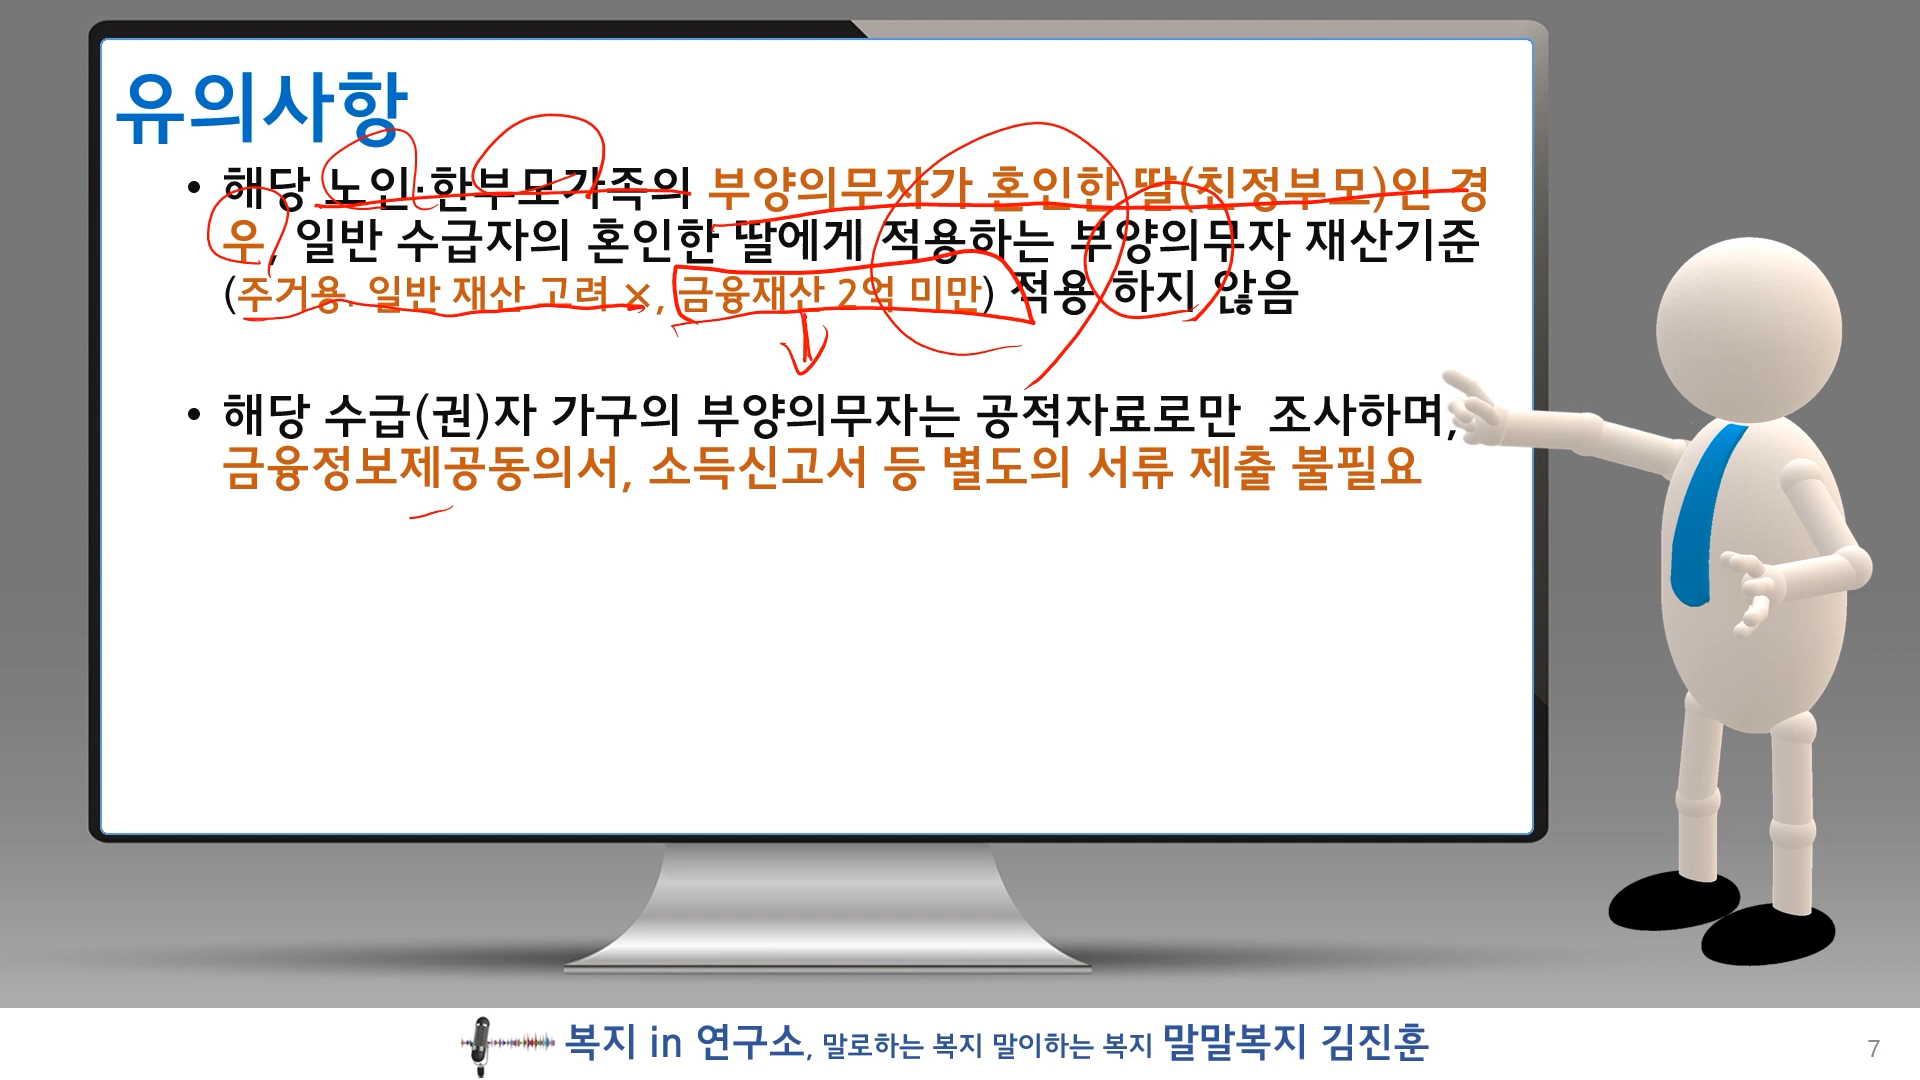 유의사항
• 해당 노인·한부모가족의 부양의무자가 혼인한 딸(친정부모)인 경
우, 일반 수급자의 혼인한 딸에게 적용하는 부양의무자 재산기준
(주거용· 일반 재산 고려 ×, 금융재산 2억 미만) 적용 하지 않음
• 해당 수급(권)자 가구의 부양의무자는 공적자료로만 조사하며,
금융정보제공동의서, 소득신고서 등 별도의 서류 제출 불필요
복지 in 연구소, 말로하는 복지 말이하는 복지 말말복지 김진훈
7